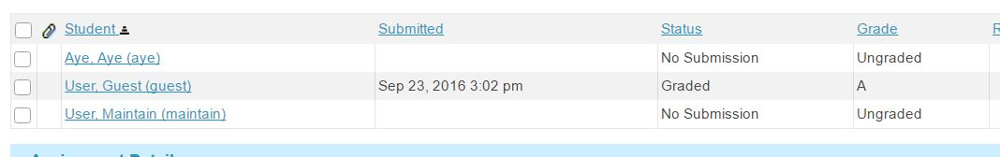 Student Submitted Status Grade R
Aye, Aye (aye) No Submission Ungraded
User, Guest (guest) Sep 23, 2016 3:02 pm Graded A
User, Maintain (maintain) No Submission Ungraded